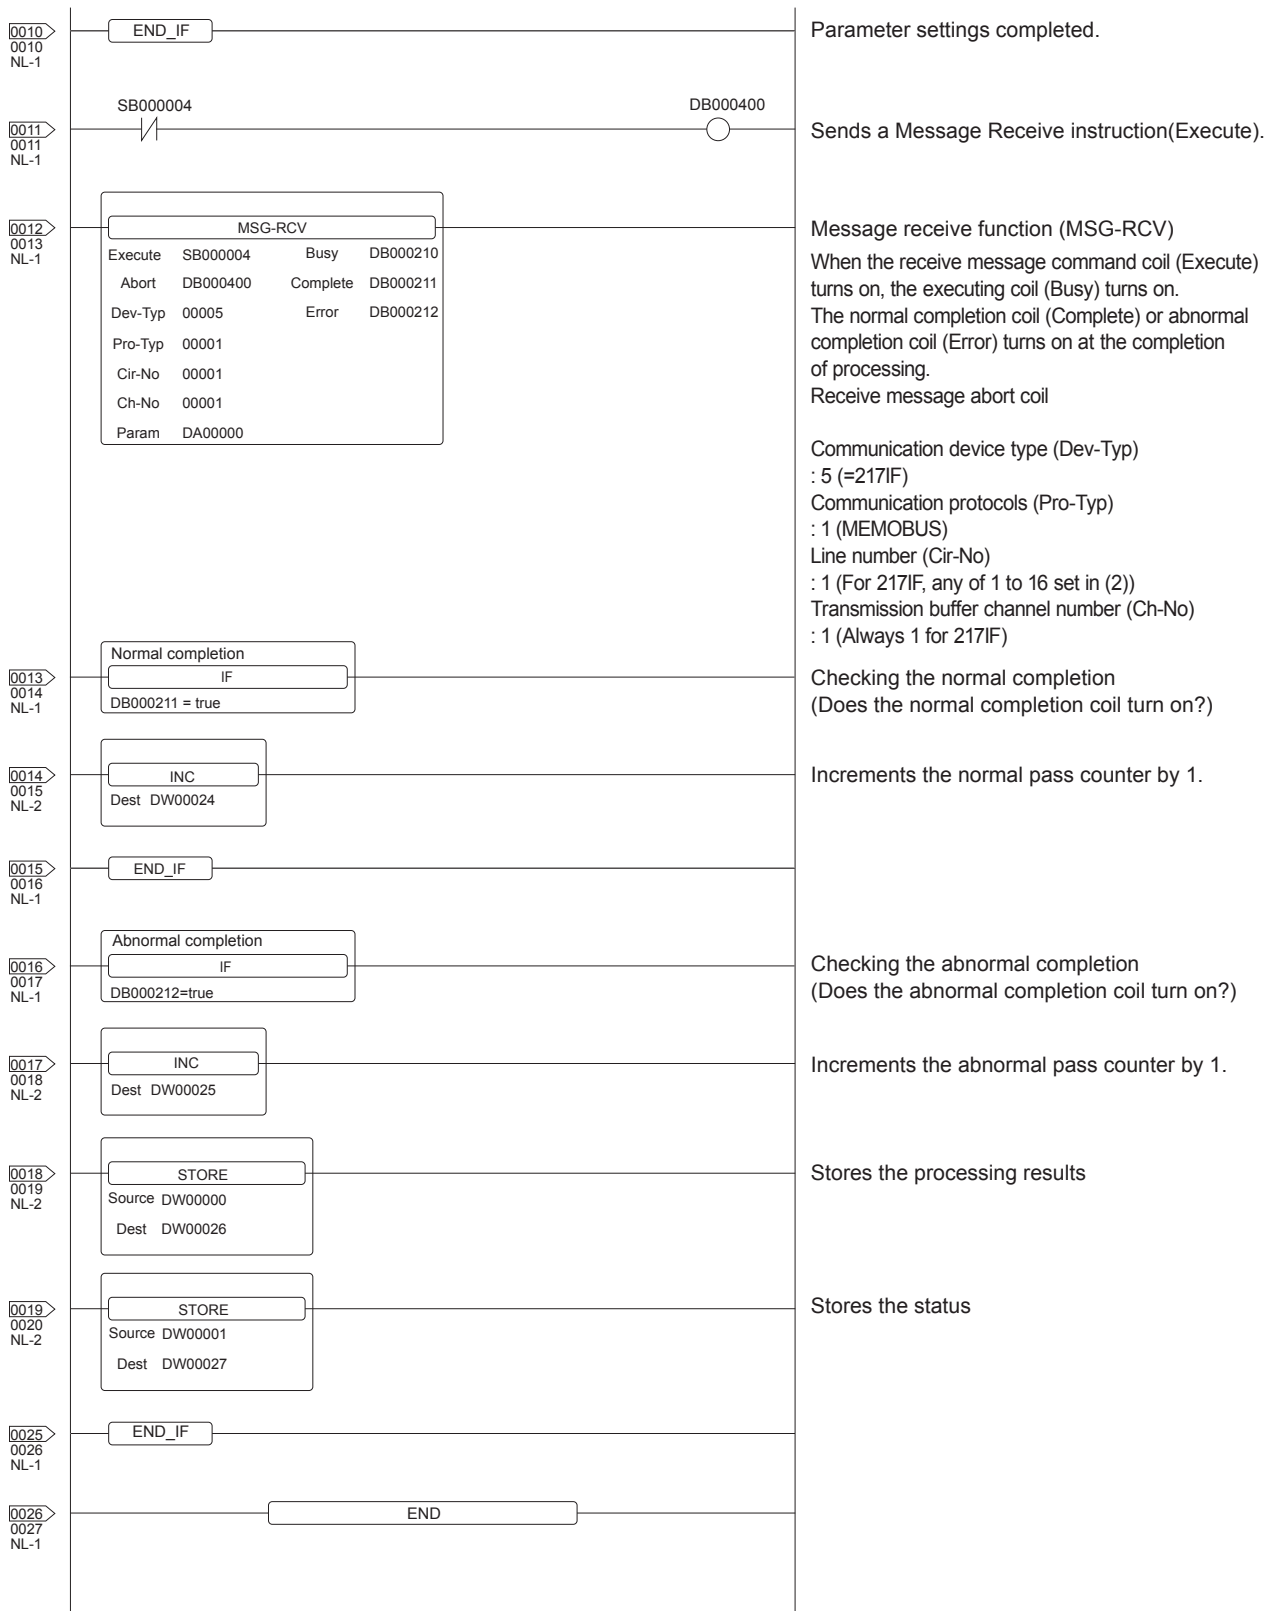 0010
0010
NL-1
END_IF
Parameter settings completed.
SB000004
DB000400
0011
0011
NL-1
Sends a Message Receive instruction(Execute).
0012
0013
NL-1
MSG-RCV
Execute SB000004 Busy DB000210
Abort DB000400 Complete DB000211
Dev-Typ 00005 Error DB000212
Pro-Typ 00001
Cir-No 00001
Ch-No 00001
Param DA00000
Message receive function (MSG-RCV)
When the receive message command coil (Execute)
turns on, the executing coil (Busy) turns on.
The normal completion coil (Complete) or abnormal
completion coil (Error) turns on at the completion
of processing.
Receive message abort coil
Communication device type (Dev-Typ)
: 5 (=217IF)
Communication protocols (Pro-Typ)
: 1 (MEMOBUS)
Line number (Cir-No)
: 1 (For 217IF, any of 1 to 16 set in (2))
Transmission buffer channel number (Ch-No)
: 1 (Always 1 for 217IF)
0013
0014
NL-1
Normal completion
IF
DB000211 = true
Checking the normal completion
(Does the normal completion coil turn on?)
0014
0015
NL-2
INC
Dest DW00024
Increments the normal pass counter by 1.
0015
0016
NL-1
END_IF
0016
0017
NL-1
Abnormal completion
IF
DB000212=true
Checking the abnormal completion
(Does the abnormal completion coil turn on?)
0017
0018
NL-2
INC
Dest DW00025
Increments the abnormal pass counter by 1.
0018
0019
NL-2
STORE
Source DW00000
Dest DW00026
Stores the processing results
0019
0020
NL-2
STORE
Source DW00001
Dest DW00027
Stores the status
0025
0026
NL-1
END_IF
0026
0027
NL-1
END